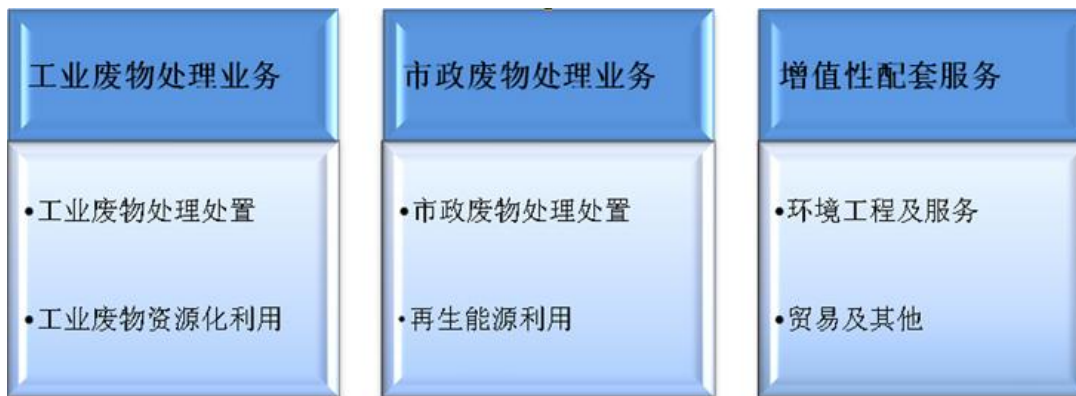 工业废物处理业务
•工业废物处理处置
•工业废物资源化利用
市政废物处理业务
•市政废物处理处置
•再生能源利用
增值性配套服务
•环境工程及服务
•贸易及其他